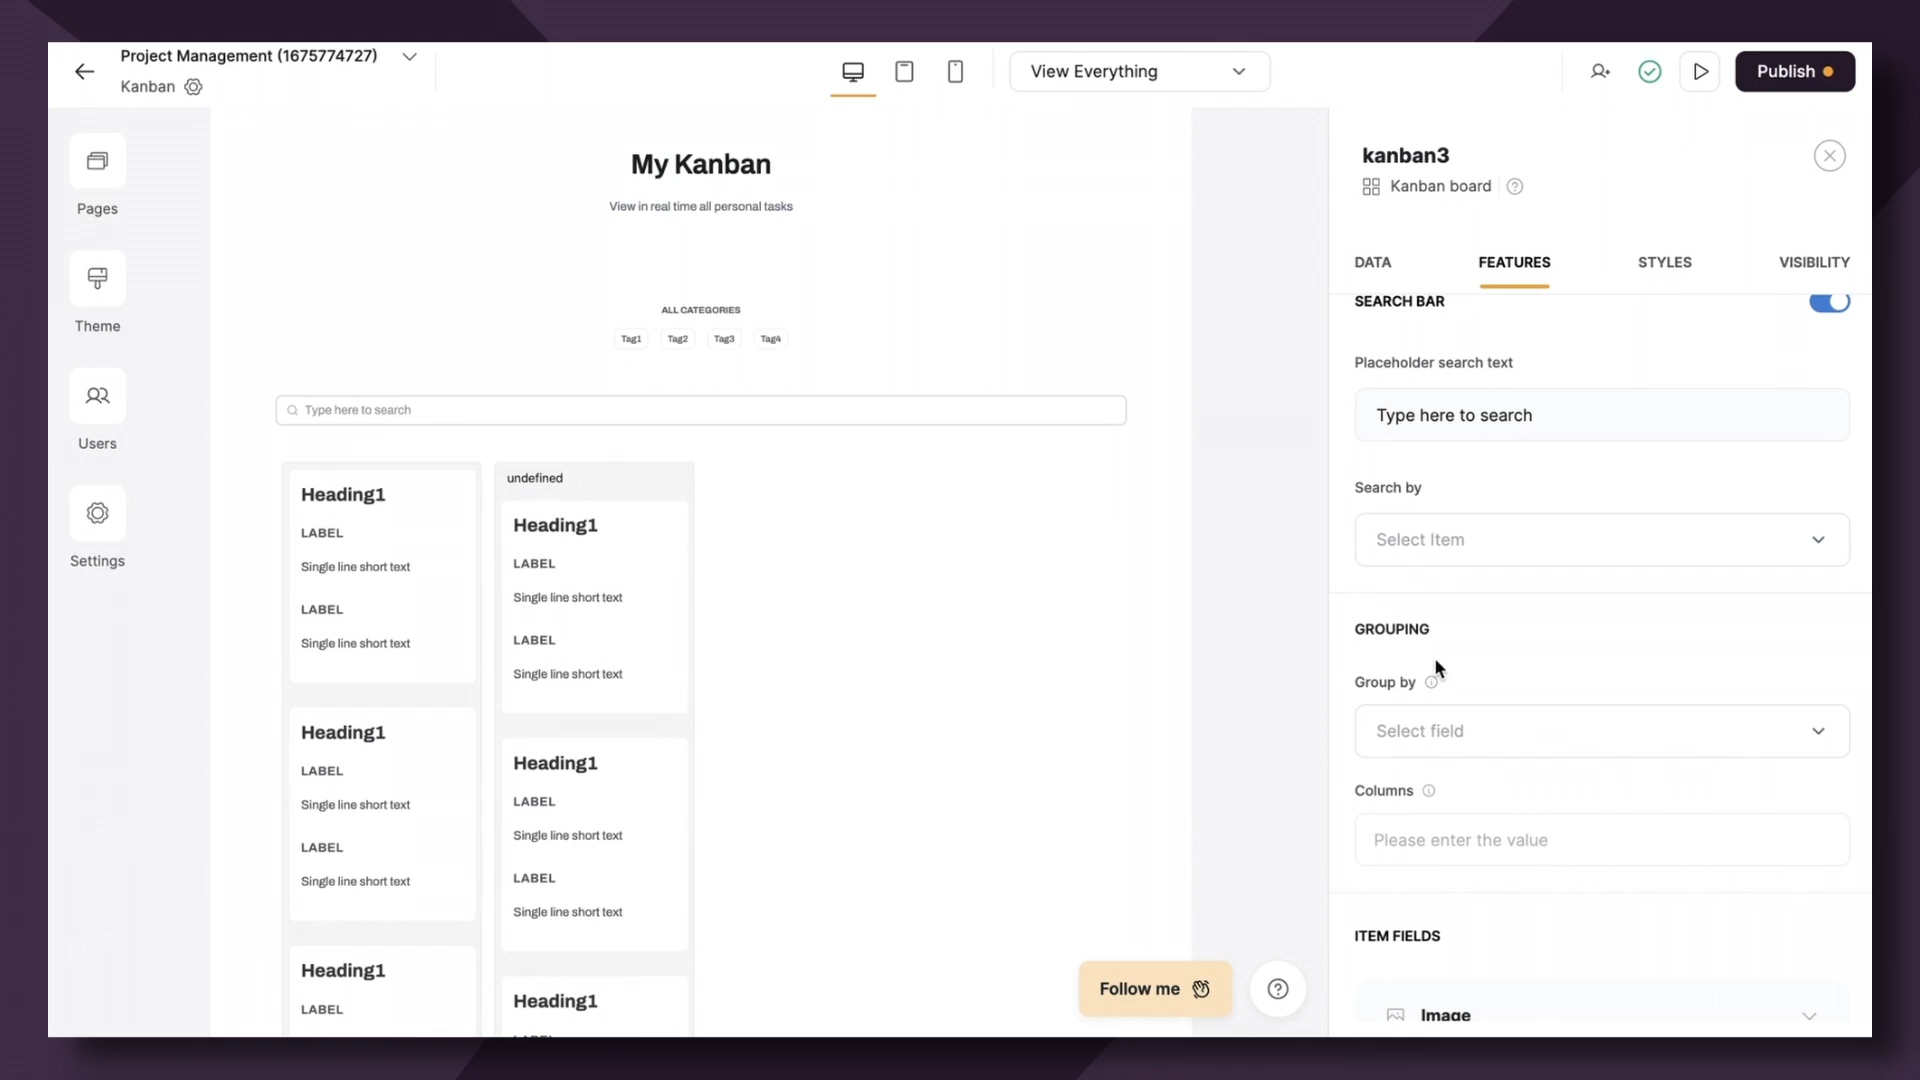 Project Management (1675774727)
Kanban
View Everything
Publish
Pages
Theme
Users
Settings
My Kanban
View in real time all personal tasks
ALL CATEGORIES
Tag1 Tag2 Tag3 Tag4
Type here to search
Heading1
LABEL
Single line short text
LABEL
Single line short text
Heading1
LABEL
Single line short text
LABEL
Single line short text
Heading1
LABEL
undefined
Heading1
LABEL
Single line short text
LABEL
Single line short text
Heading1
LABEL
Single line short text
LABEL
Single line short text
Heading1
Follow me
kanban3
Kanban board
DATA FEATURES STYLES VISIBILITY
SEARCH BAR
Placeholder search text
Type here to search
Search by
Select Item
GROUPING
Group by
Select field
Columns
Please enter the value
ITEM FIELDS
Image